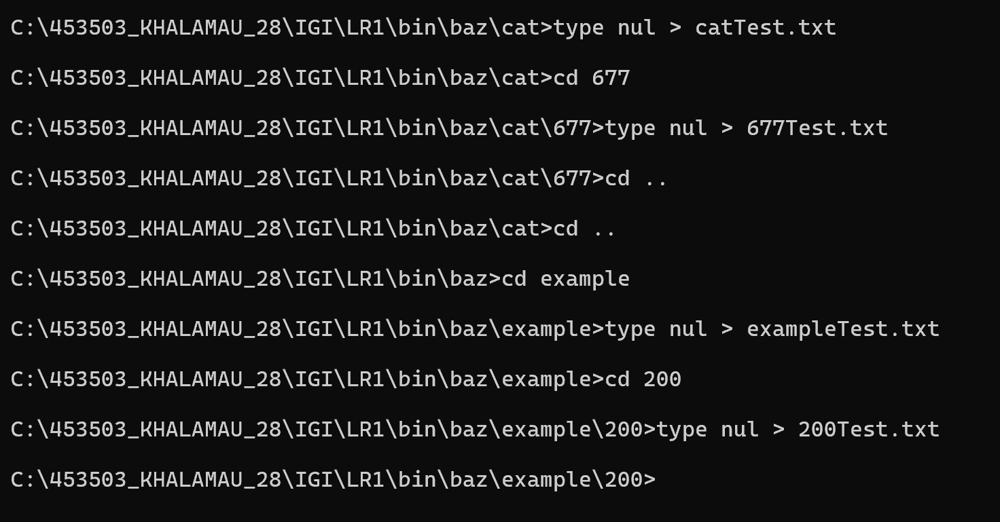 C:\453503_KHALAMAU_28\IGI\LR1\bin\baz\cat>type nul > catTest.txt
C:\453503_KHALAMAU_28\IGI\LR1\bin\baz\cat>cd 677
C:\453503_KHALAMAU_28\IGI\LR1\bin\baz\cat\677>type nul > 677Test.txt
C:\453503_KHALAMAU_28\IGI\LR1\bin\baz\cat\677>cd ..
C:\453503_KHALAMAU_28\IGI\LR1\bin\baz\cat>cd ..
C:\453503_KHALAMAU_28\IGI\LR1\bin\baz>cd example
C:\453503_KHALAMAU_28\IGI\LR1\bin\baz\example>type nul > exampleTest.txt
C:\453503_KHALAMAU_28\IGI\LR1\bin\baz\example>cd 200
C:\453503_KHALAMAU_28\IGI\LR1\bin\baz\example\200>type nul > 200Test.txt
C:\453503_KHALAMAU_28\IGI\LR1\bin\baz\example\200>